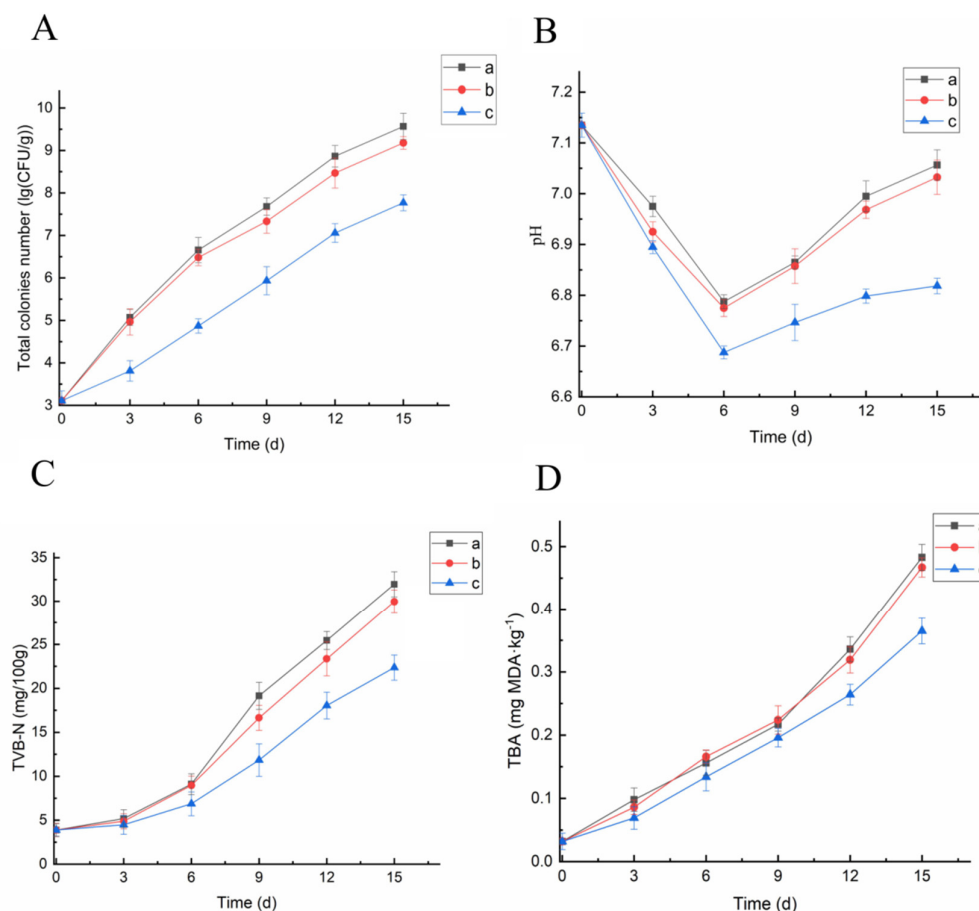 A
a
b
c
Total colonies number (lg(CFU/g))
10
9
8
7
6
5
4
3
0 3 6 9 12 15
Time (d)
B
a
b
c
pH
7.2
7.1
7.0
6.9
6.8
6.7
6.6
0 3 6 9 12 15
Time (d)
C
a
b
c
TVB-N (mg/100g)
35
30
25
20
15
10
5
0
0 3 6 9 12 15
Time (d)
D
TBA (mg MDA·kg⁻¹)
0.5
0.4
0.3
0.2
0.1
0.0
0 3 6 9 12 15
Time (d)